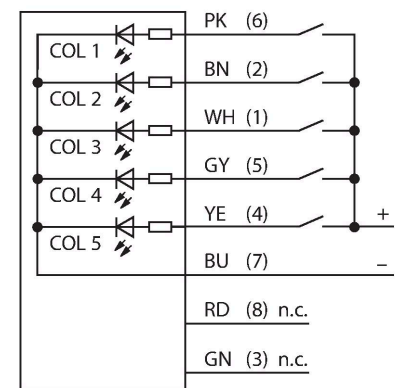 PK (6)
COL 1
BN (2)
COL 2
WH (1)
COL 3
GY (5)
COL 4
YE (4)
+
COL 5
BU (7)
–
RD (8) n.c.
GN (3) n.c.